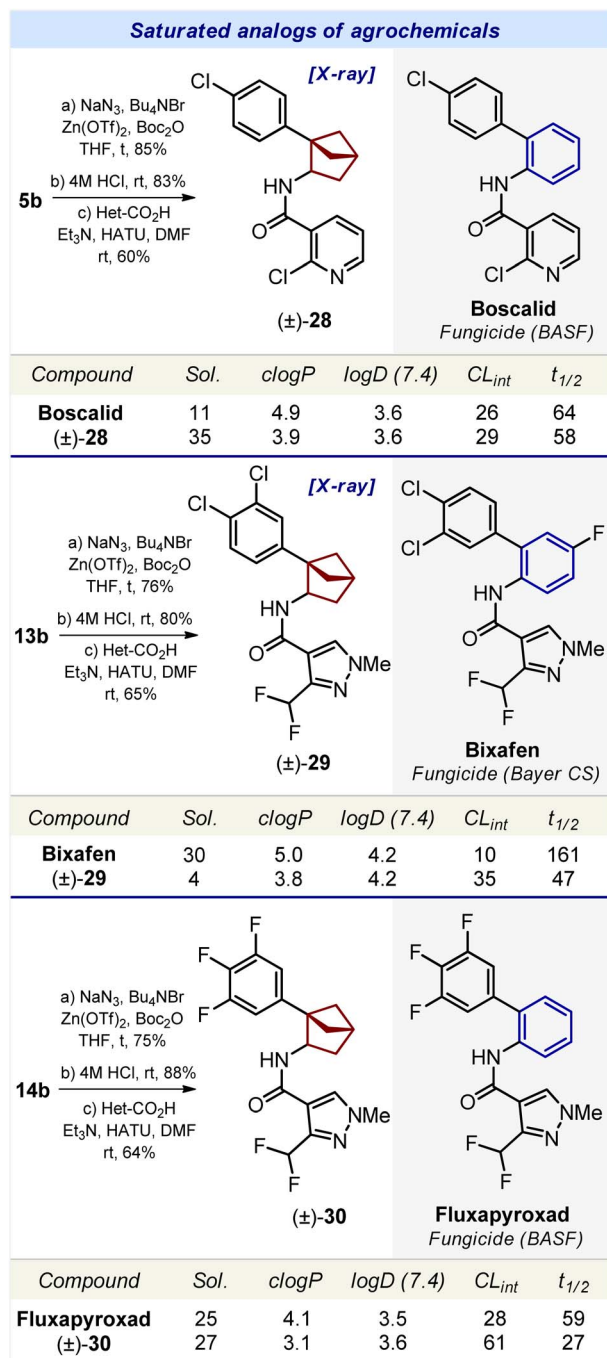 Saturated analogs of agrochemicals
a) NaN₃, Bu₄NBr
Zn(OTf)₂, Boc₂O
THF, t, 85%
5b
b) 4M HCl, rt, 83%
c) Het-CO₂H
Et₃N, HATU, DMF
rt, 60%
[X-ray]
Cl
HN
O
Cl
N
(±)-28
Cl
HN
O
Cl
N
Boscalid
Fungicide (BASF)
Compound Sol. clogP logD (7.4) CLint t1/2
Boscalid 11 4.9 3.6 26 64
(±)-28 35 3.9 3.6 29 58
a) NaN₃, Bu₄NBr
Zn(OTf)₂, Boc₂O
THF, t, 76%
13b
b) 4M HCl, rt, 80%
c) Het-CO₂H
Et₃N, HATU, DMF
rt, 65%
[X-ray]
Cl
Cl
HN
O
N
N
Me
F
F
(±)-29
Cl
Cl
F
HN
O
N
N
Me
F
F
Bixafen
Fungicide (Bayer CS)
Compound Sol. clogP logD (7.4) CLint t1/2
Bixafen 30 5.0 4.2 10 161
(±)-29 4 3.8 4.2 35 47
a) NaN₃, Bu₄NBr
Zn(OTf)₂, Boc₂O
THF, t, 75%
14b
b) 4M HCl, rt, 88%
c) Het-CO₂H
Et₃N, HATU, DMF
rt, 64%
F
F
F
HN
O
N
N
Me
F
F
(±)-30
F
F
F
HN
O
N
N
Me
F
F
Fluxapyroxad
Fungicide (BASF)
Compound Sol. clogP logD (7.4) CLint t1/2
Fluxapyroxad 25 4.1 3.5 28 59
(±)-30 27 3.1 3.6 61 27